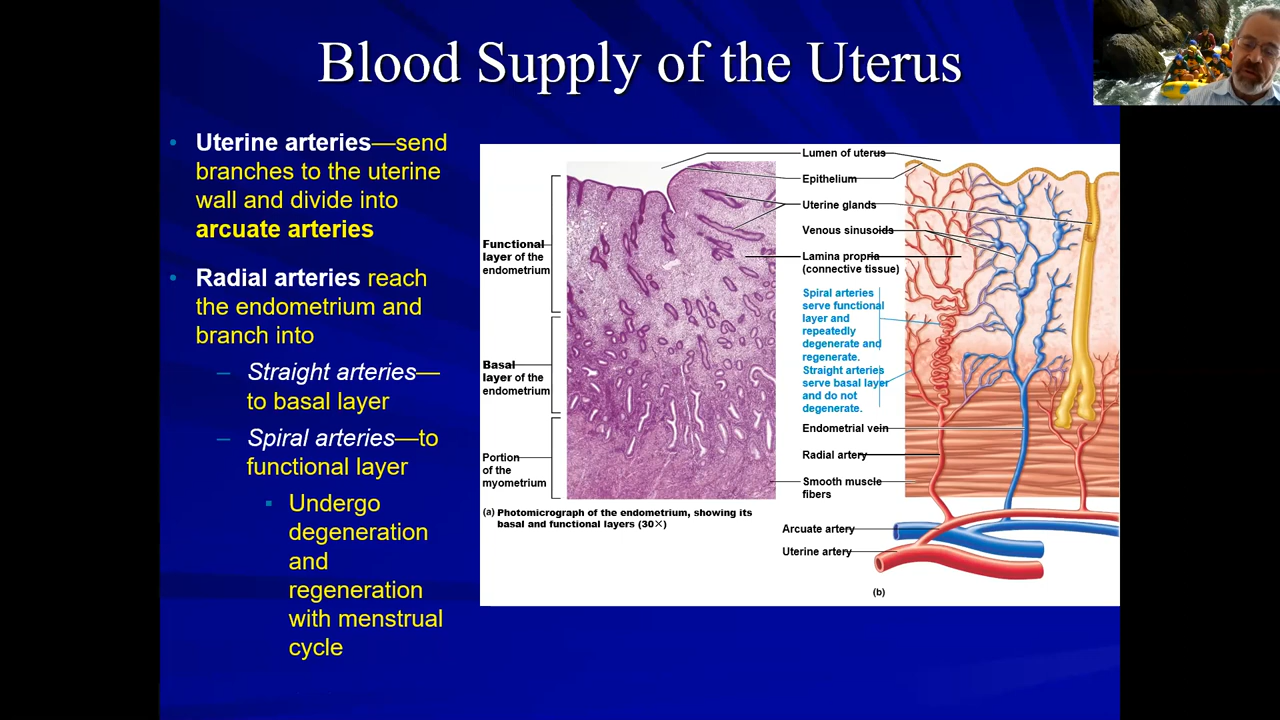 Blood Supply of the Uterus
• Uterine arteries—send
branches to the uterine
wall and divide into
arcuate arteries
• Radial arteries reach
the endometrium and
branch into
– Straight arteries—
to basal layer
– Spiral arteries—to
functional layer
▪ Undergo
degeneration
and
regeneration
with menstrual
cycle
Functional
layer of the
endometrium
Basal
layer of the
endometrium
Portion
of the
myometrium
(a) Photomicrograph of the endometrium, showing its
basal and functional layers (30×)
Lumen of uterus
Epithelium
Uterine glands
Venous sinusoids
Lamina propria
(connective tissue)
Spiral arteries
serve functional
layer and
repeatedly
degenerate and
regenerate.
Straight arteries
serve basal layer
and do not
degenerate.
Endometrial vein
Radial artery
Smooth muscle
fibers
Arcuate artery
Uterine artery
(b)